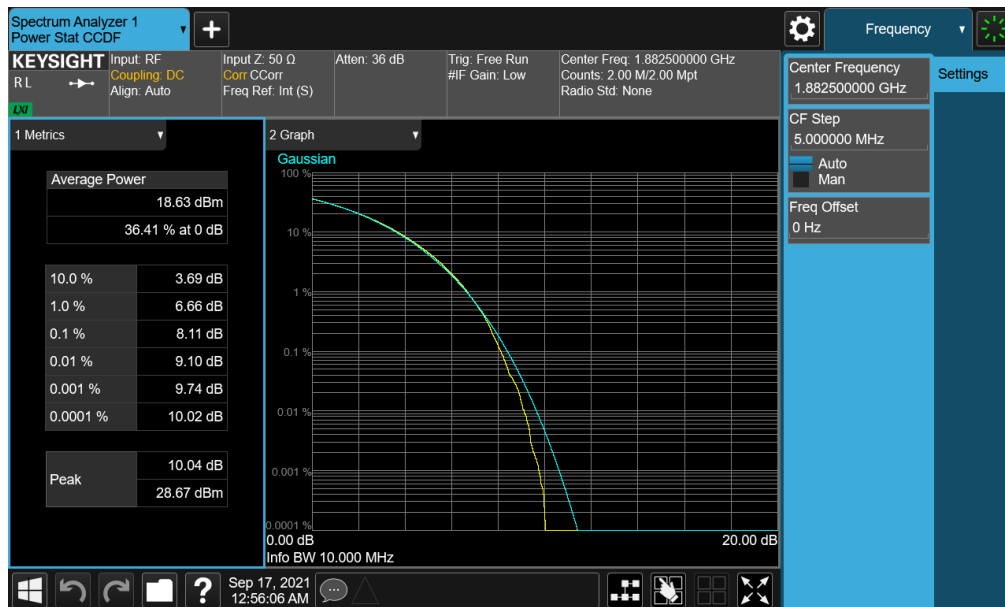 Spectrum Analyzer 1
Power Stat CCDF
Frequency
KEYSIGHT
R L
LXI
Input: RF
Coupling: DC
Align: Auto
Input Z: 50 Ω
Corr CCorr
Freq Ref: Int (S)
Atten: 36 dB
Trig: Free Run
#IF Gain: Low
Center Freq: 1.882500000 GHz
Counts: 2.00 M/2.00 Mpt
Radio Std: None
Center Frequency
1.882500000 GHz
Settings
CF Step
5.000000 MHz
Auto
Man
Freq Offset
0 Hz
1 Metrics
Average Power
18.63 dBm
36.41 % at 0 dB
10.0 % 3.69 dB
1.0 % 6.66 dB
0.1 % 8.11 dB
0.01 % 9.10 dB
0.001 % 9.74 dB
0.0001 % 10.02 dB
Peak
10.04 dB
28.67 dBm
2 Graph
Gaussian
100 %
10 %
1 %
0.1 %
0.01 %
0.001 %
0.0001 %
0.00 dB
20.00 dB
Info BW 10.000 MHz
?
Sep 17, 2021
12:56:06 AM